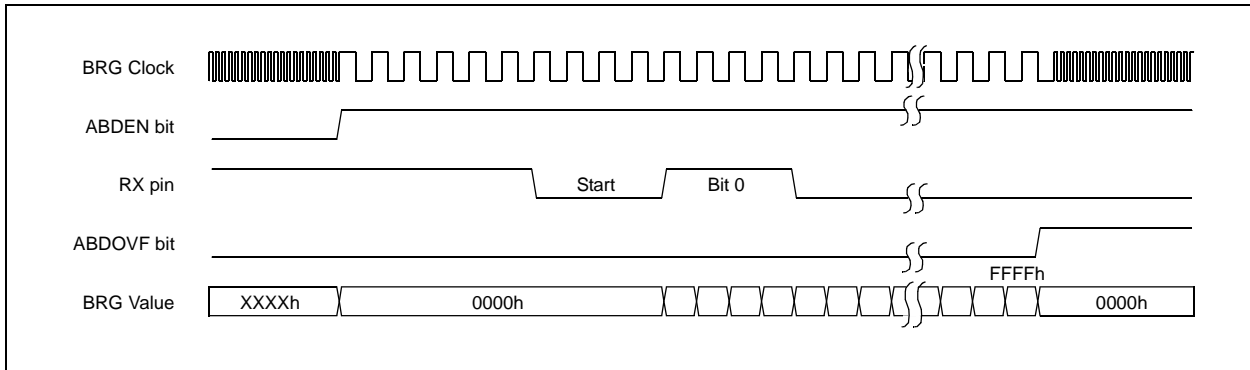 BRG Clock
ABDEN bit
RX pin
Start
Bit 0
ABDOVF bit
FFFFh
BRG Value
XXXXh
0000h
0000h